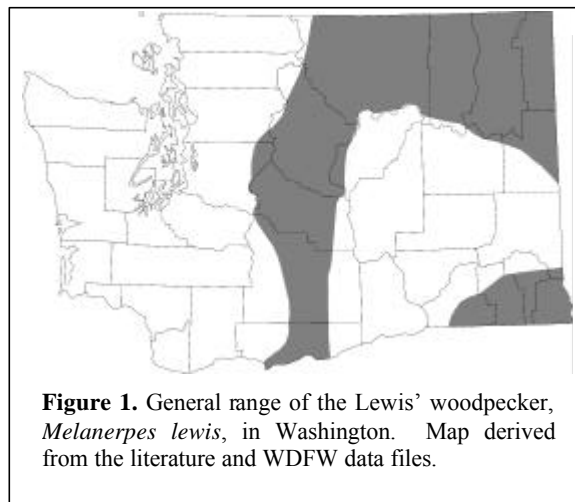 Figure 1. General range of the Lewis’ woodpecker,
Melanerpes lewis, in Washington. Map derived
from the literature and WDFW data files.